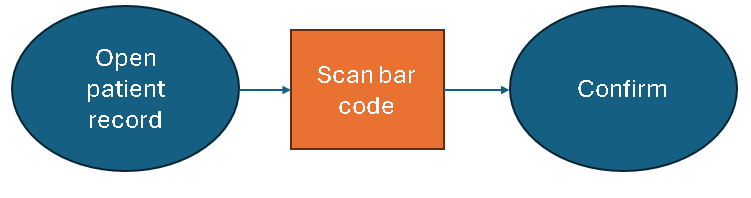 Open
patient
record
Scan bar
code
Confirm